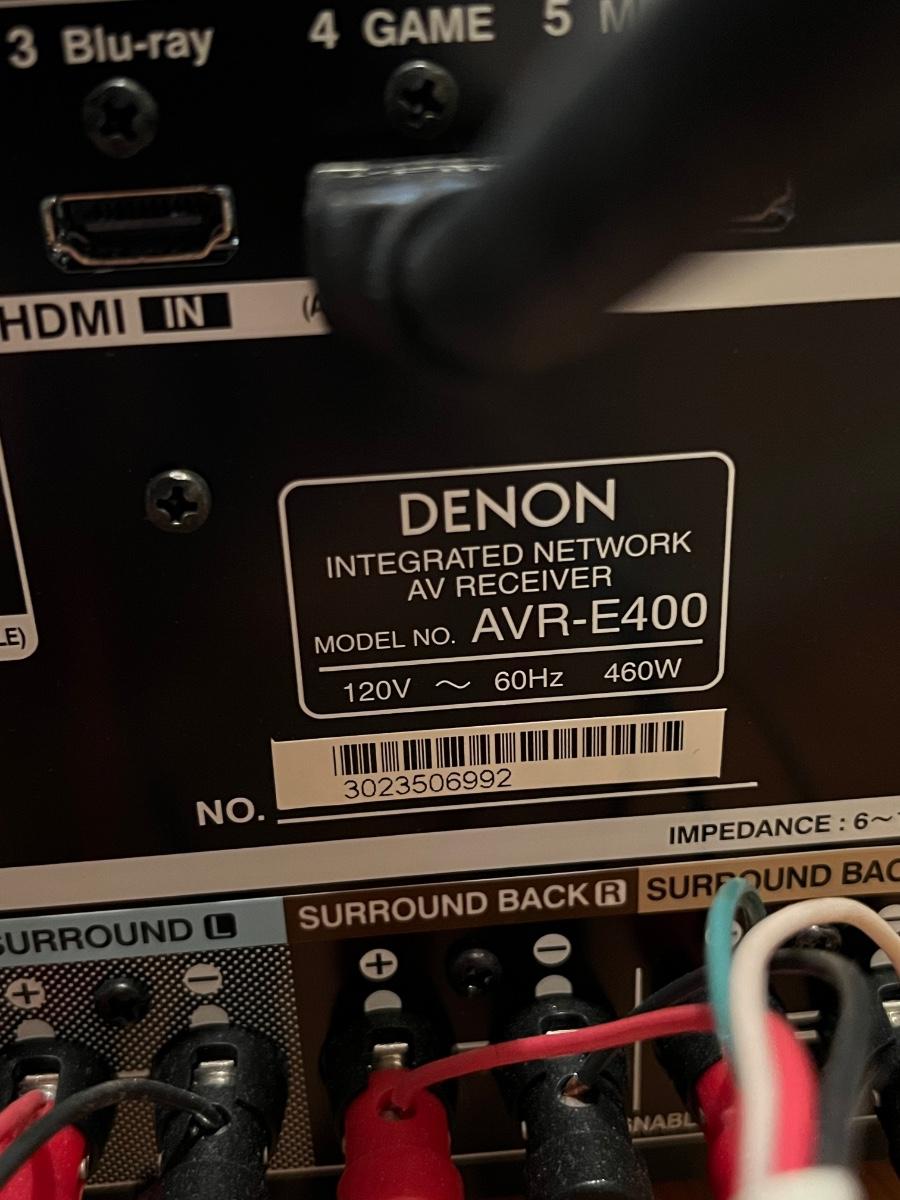 3 Blu-ray 4 GAME 5
HDMI IN
DENON
INTEGRATED NETWORK
AV RECEIVER
MODEL NO. AVR-E400
120V ～ 60Hz 460W
3023506992
NO.
IMPEDANCE : 6～
SURROUND L SURROUND BACK R SURROUND BAC
+ − + −